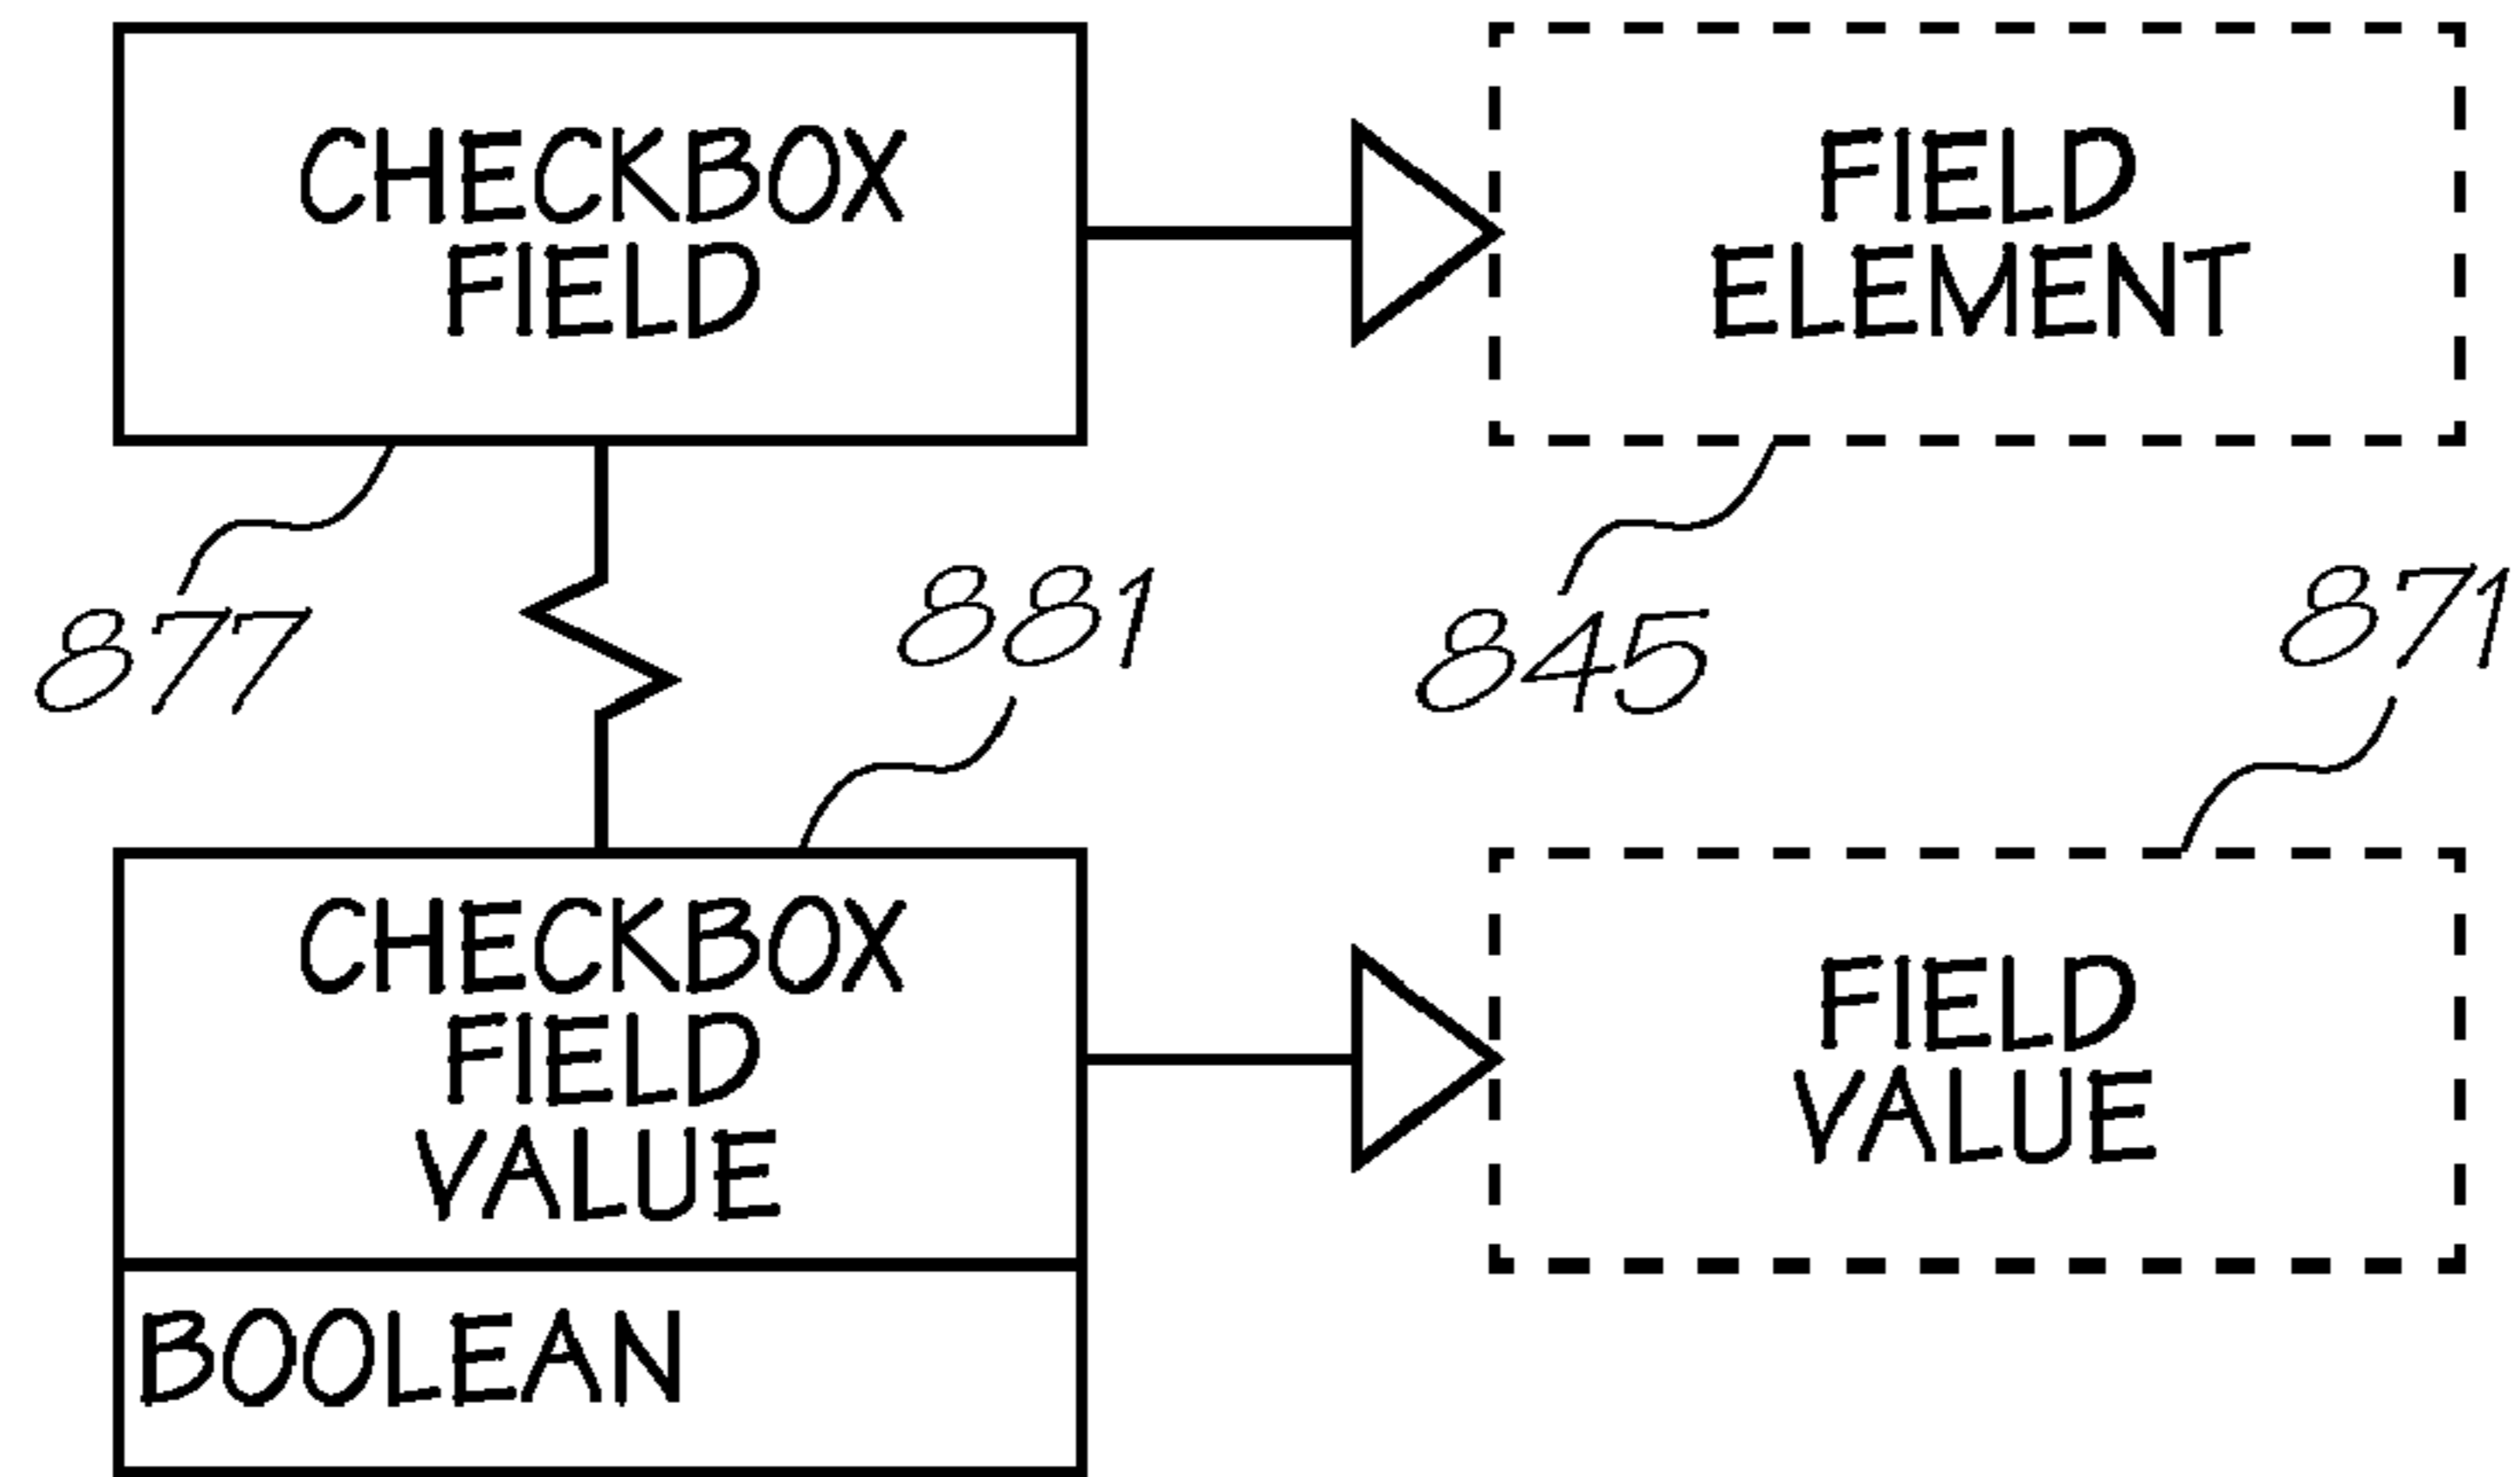 CHECKBOX
FIELD
FIELD
ELEMENT
877
881
845
871
CHECKBOX
FIELD
VALUE
FIELD
VALUE
BOOLEAN